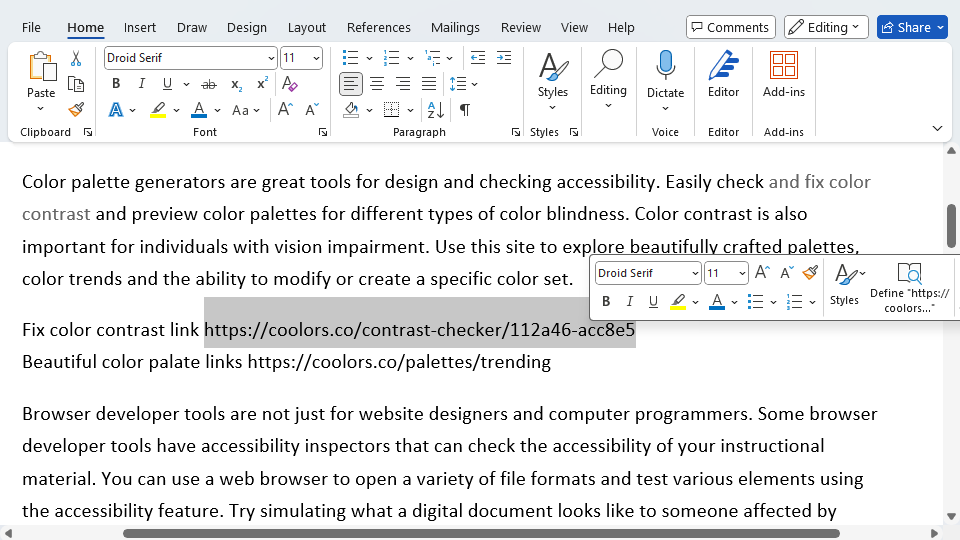 File Home Insert Draw Design Layout References Mailings Review View Help Comments Editing Share
Droid Serif 11
Paste Styles Editing Dictate Editor Add-ins
B I U ab x₂ x² A
A A Aa A A A Z
Clipboard Font Paragraph Styles Voice Editor Add-ins
Color palette generators are great tools for design and checking accessibility. Easily check and fix color
contrast and preview color palettes for different types of color blindness. Color contrast is also
important for individuals with vision impairment. Use this site to explore beautifully crafted palettes,
color trends and the ability to modify or create a specific color set.
Droid Serif 11 A A
B I U A Styles Define "https://
coolors..."
Fix color contrast link https://coolors.co/contrast-checker/112a46-acc8e5
Beautiful color palate links https://coolors.co/palettes/trending
Browser developer tools are not just for website designers and computer programmers. Some browser
developer tools have accessibility inspectors that can check the accessibility of your instructional
material. You can use a web browser to open a variety of file formats and test various elements using
the accessibility feature. Try simulating what a digital document looks like to someone affected by